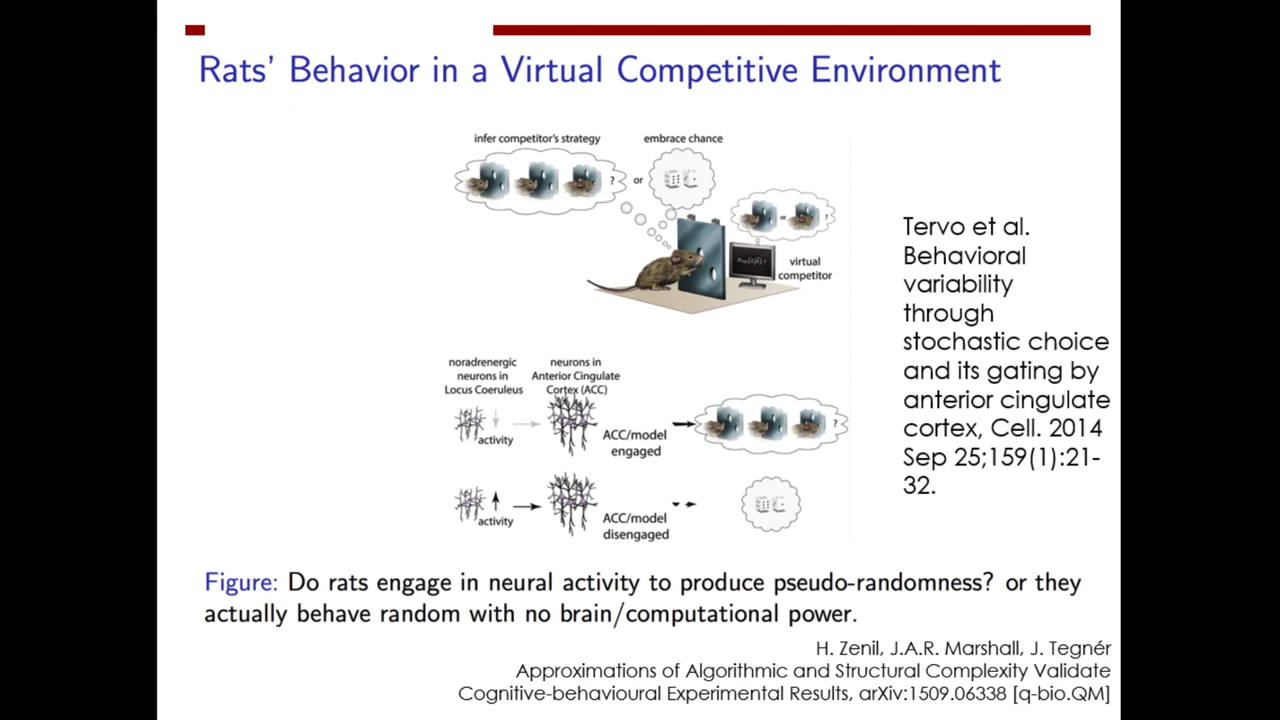 Rats' Behavior in a Virtual Competitive Environment
infer competitor's strategy
embrace chance
?
or
or
?
virtual
competitor
noradrenergic
neurons in
Locus Coeruleus
neurons in
Anterior Cingulate
Cortex (ACC)
activity
ACC/model
engaged
?
activity
ACC/model
disengaged
Tervo et al.
Behavioral
variability
through
stochastic choice
and its gating by
anterior cingulate
cortex, Cell. 2014
Sep 25;159(1):21-
32.
Figure: Do rats engage in neural activity to produce pseudo-randomness? or they
actually behave random with no brain/computational power.
H. Zenil, J.A.R. Marshall, J. Tegnér
Approximations of Algorithmic and Structural Complexity Validate
Cognitive-behavioural Experimental Results, arXiv:1509.06338 [q-bio.QM]